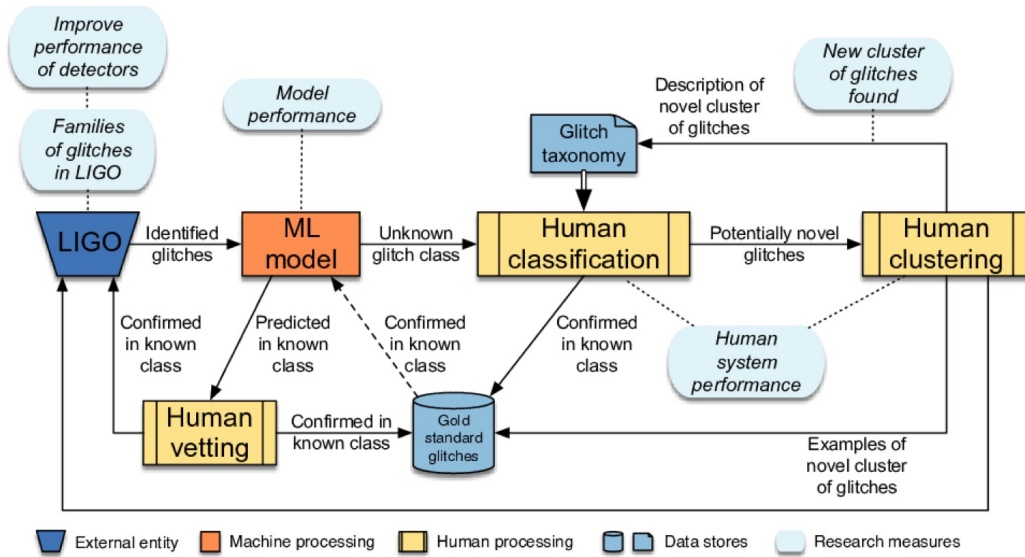 Improve
performance
of detectors
Families
of glitches
in LIGO
Model
performance
New cluster
of glitches
found
Description of
novel cluster
of glitches
Glitch
taxonomy
LIGO
Identified
glitches
ML
model
Unknown
glitch class
Human
classification
Potentially novel
glitches
Human
clustering
Confirmed
in known
class
Predicted
in known
class
Confirmed
in known
class
Confirmed
in known
class
Human
system
performance
Human
vetting
Confirmed in
known class
Gold
standard
glitches
Examples of
novel cluster
of glitches
External entity
Machine processing
Human processing
Data stores
Research measures